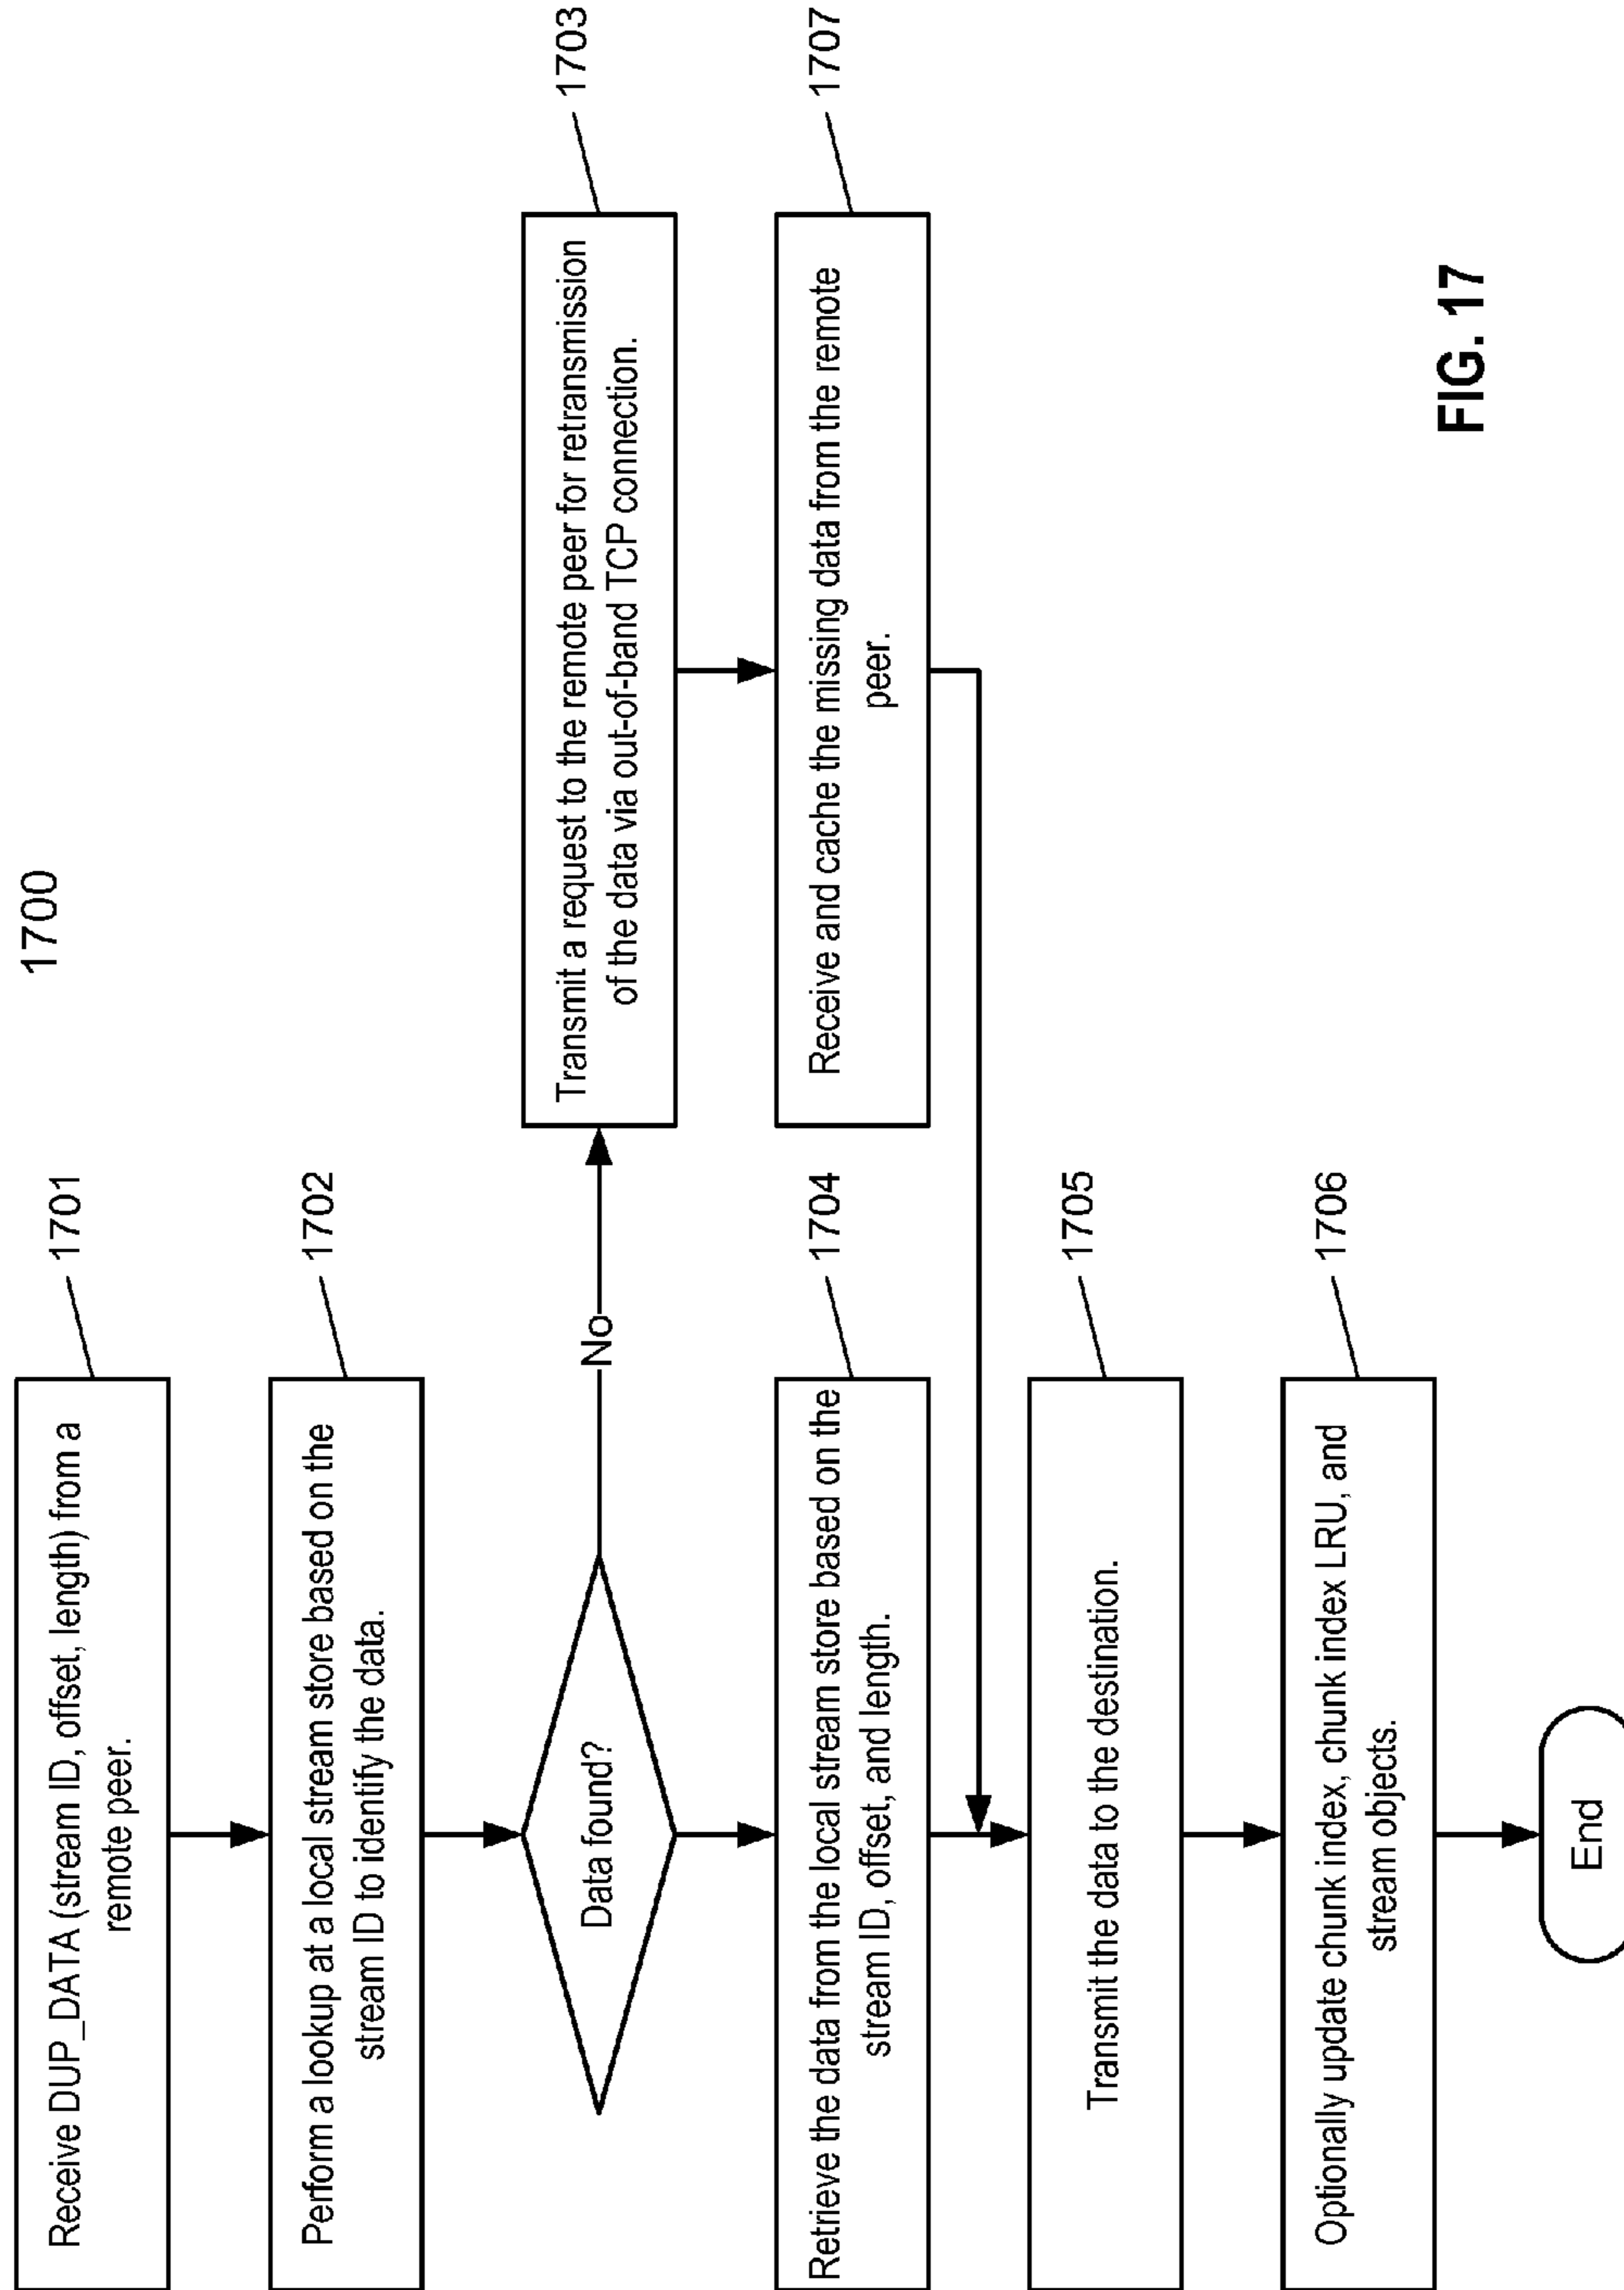 1700
Receive DUP_DATA (stream ID, offset, length) from a
remote peer.
1701
Perform a lookup at a local stream store based on the
stream ID to identify the data.
1702
Data found?
No
Transmit a request to the remote peer for retransmission
of the data via out-of-band TCP connection.
1703
Retrieve the data from the local stream store based on the
stream ID, offset, and length.
1704
Receive and cache the missing data from the remote
peer.
1707
Transmit the data to the destination.
1705
Optionally update chunk index, chunk index LRU, and
stream objects.
1706
End
FIG. 17